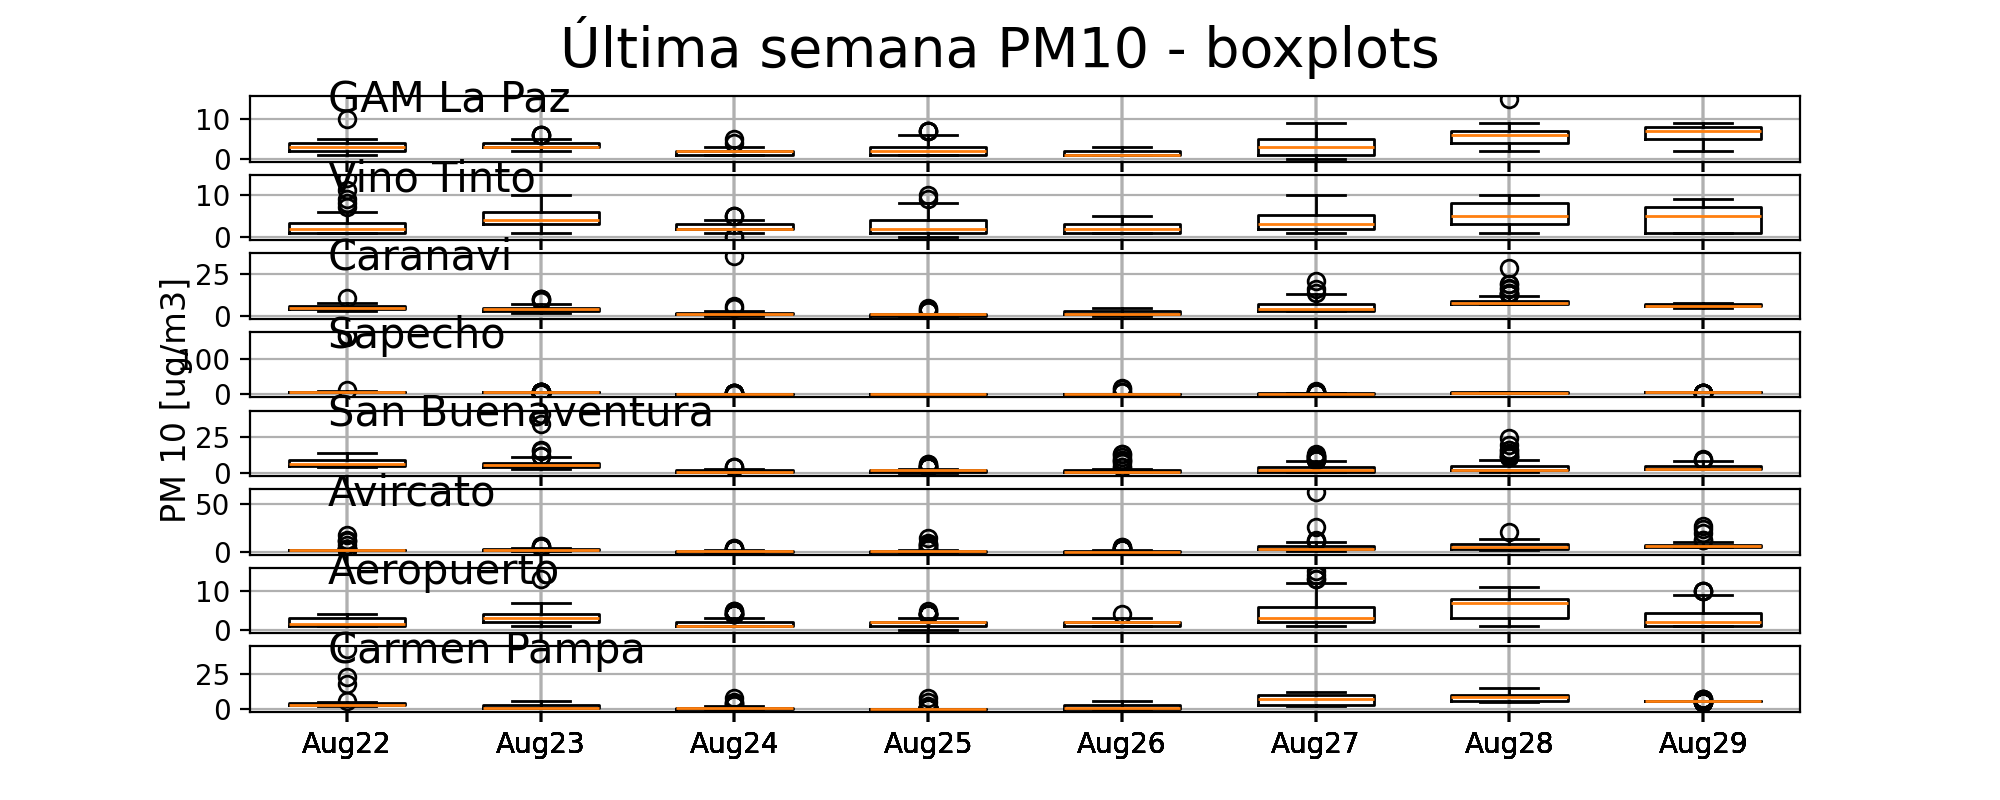 Última semana PM10 - boxplots
GAM La Paz
10
0
Vino Tinto
10
0
Caranavi
25
0
Sapecho
100
0
San Buenaventura
25
0
Avircato
50
0
Aeropuerto
10
0
Carmen Pampa
25
0
PM 10 [ug/m3]
Aug22 Aug23 Aug24 Aug25 Aug26 Aug27 Aug28 Aug29